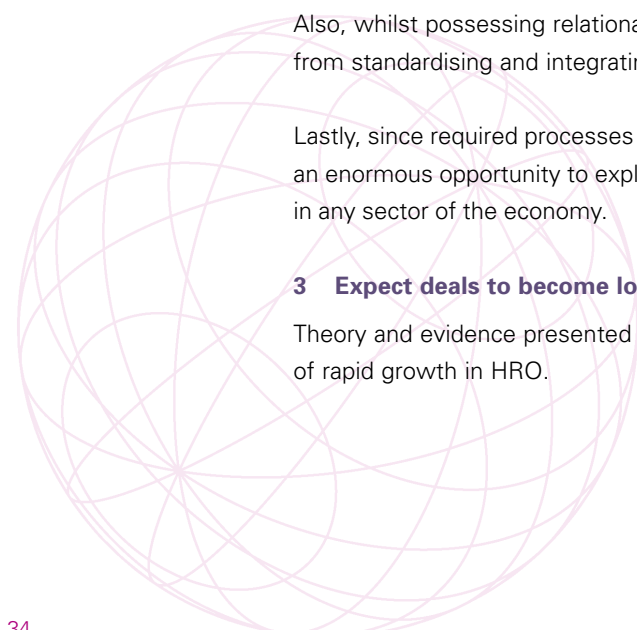 Also, whilst possessing relationa
from standardising and integratin
Lastly, since required processes
an enormous opportunity to expl
in any sector of the economy.
3 Expect deals to become lo
Theory and evidence presented
of rapid growth in HRO.
34